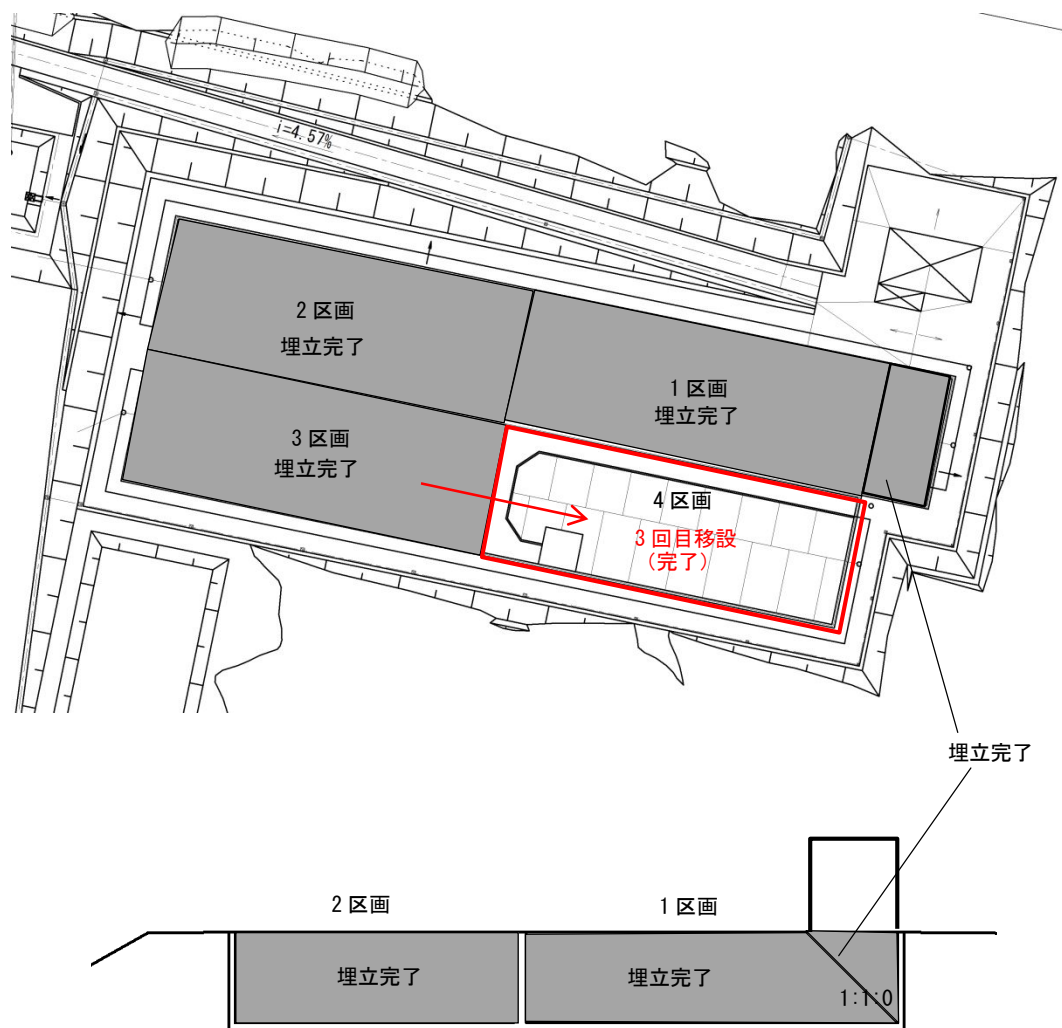 i=4.57%
2区画
埋立完了
1区画
埋立完了
3区画
埋立完了
4区画
3回目移設
（完了）
埋立完了
2区画
1区画
埋立完了
埋立完了
1:1:0